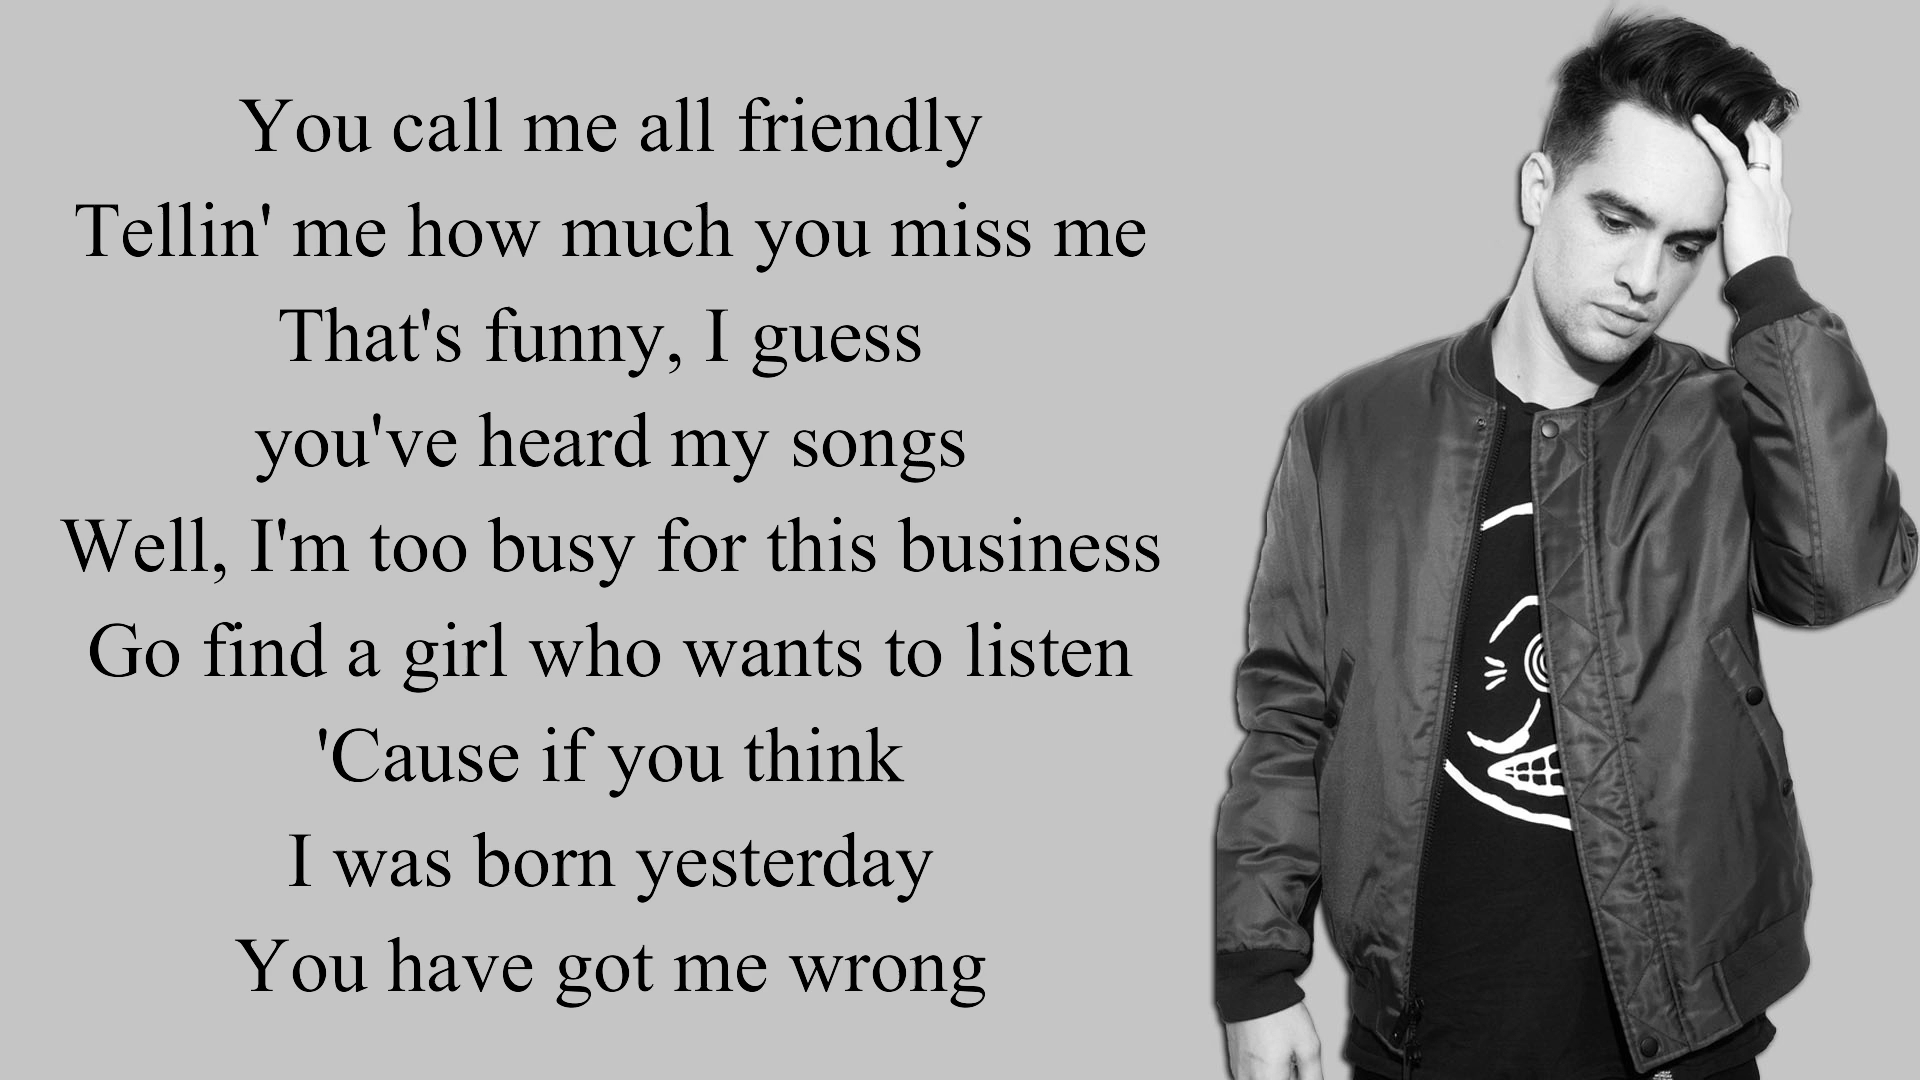 You call me all friendly
Tellin' me how much you miss me
That's funny, I guess
you've heard my songs
Well, I'm too busy for this business
Go find a girl who wants to listen
'Cause if you think
I was born yesterday
You have got me wrong